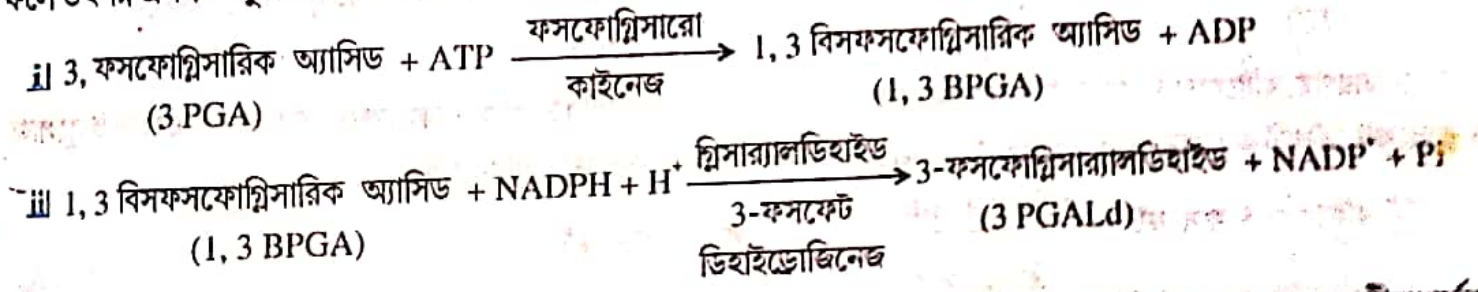 ii) 3, ফসফোগ্লিসারিক অ্যাসিড + ATP ফসফোগ্লিসারো কাইনেজ → 1, 3 বিসফসফোগ্লিসারিক অ্যাসিড + ADP
(3 PGA) (1, 3 BPGA)
iii) 1, 3 বিসফসফোগ্লিসারিক অ্যাসিড + NADPH + H⁺ গ্লিসার‍্যালডিহাইড 3-ফসফেট ডিহাইড্রোজিনেজ → 3-ফসফোগ্লিসার‍্যালডিহাইড + NADP⁺ + Pi
(1, 3 BPGA) (3 PGALd)